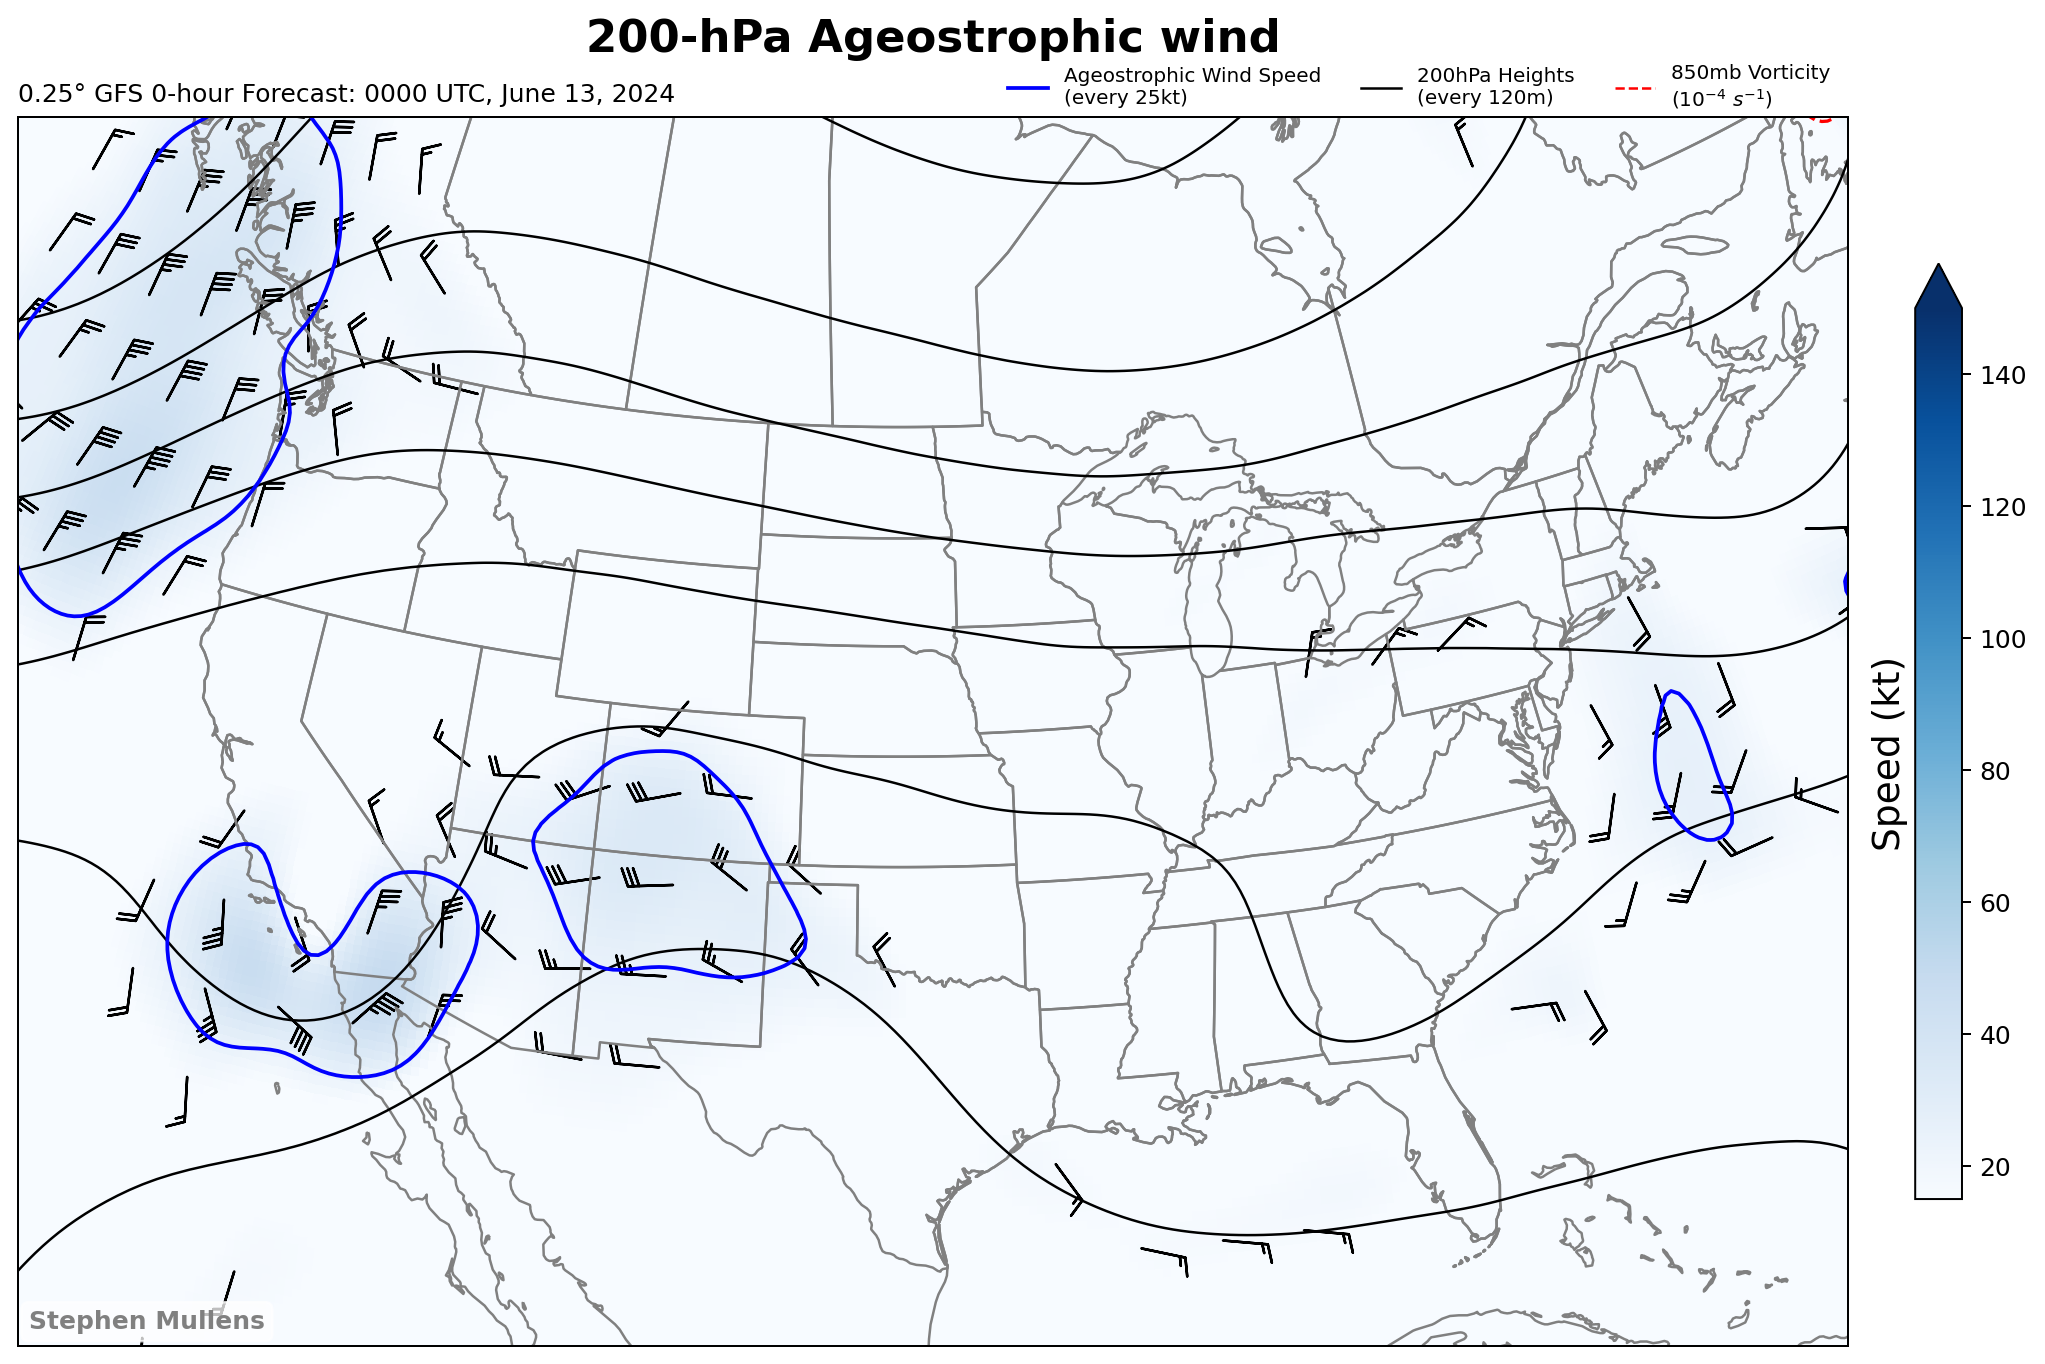 200-hPa Ageostrophic wind
0.25° GFS 0-hour Forecast: 0000 UTC, June 13, 2024
Ageostrophic Wind Speed
(every 25kt)
200hPa Heights
(every 120m)
850mb Vorticity
(10⁻⁴ s⁻¹)
140
120
100
80
60
40
20
Speed (kt)
Stephen Mullens